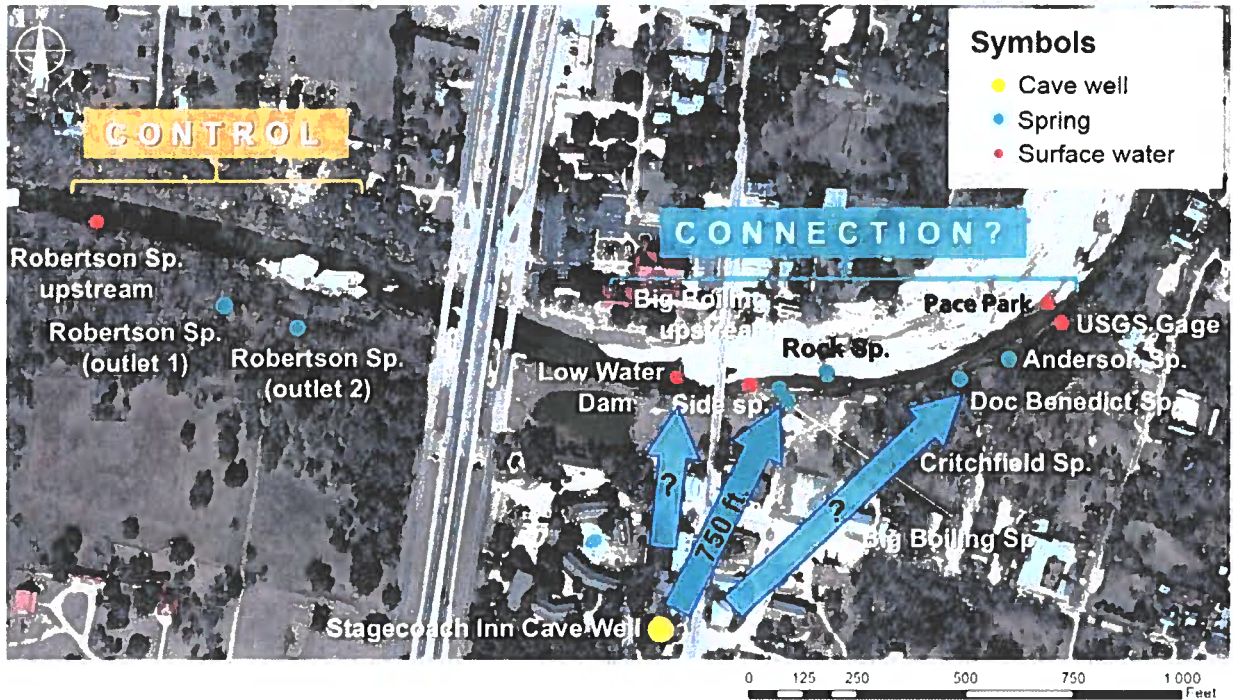 Symbols
Cave well
Spring
Surface water
CONTROL
CONNECTION?
Robertson Sp.
upstream
Robertson Sp.
(outlet 1)
Robertson Sp.
(outlet 2)
Big Boiling
upstream
Pace Park
USGS Gage
Rock Sp.
Anderson Sp.
Low Water
Dam
Side sp.
Doc Benedict Sp.
Critchfield Sp.
?
750 ft.
?
Big Boiling Sp.
Stagecoach Inn Cave Well
0 125 250 500 750 1 000
Feet